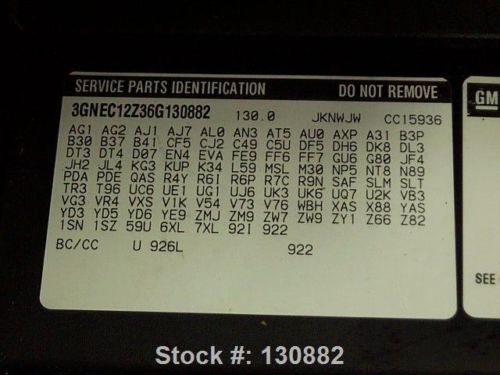 SERVICE PARTS IDENTIFICATION DO NOT REMOVE
3GNEC12Z36G130882 130.0 JKNWJW CC15936
AG1 AG2 AJ1 AJ7 AL0 AN3 AT5 AU0 AXP A31 B3P
B30 B37 B41 CF5 CJ2 C49 C5U DF5 DH6 DK8 DL3
DT3 DT4 D07 EN4 EVA FE9 FF6 FF7 GU6 G80 JF4
JH2 JL4 KG3 KUP K34 L59 MSL M30 NP5 NT8 N89
PDA PDE QAS R4Y R6I R6P R7C R9N SAF SLM SLT
TR3 T96 UC6 UE1 UG1 UJ6 UK3 UK6 UQ7 U2K VB3
VG3 VR4 VXS V1K V54 V73 V76 WBH XAS X88 YAS
YD3 YD5 YD6 YE9 ZMJ ZM9 ZW7 ZW9 ZY1 Z66 Z82
1SN 1SZ 59U 6XL 7XL 92I 922
BC/CC U 926L 922
GM
SEE
Stock #: 130882